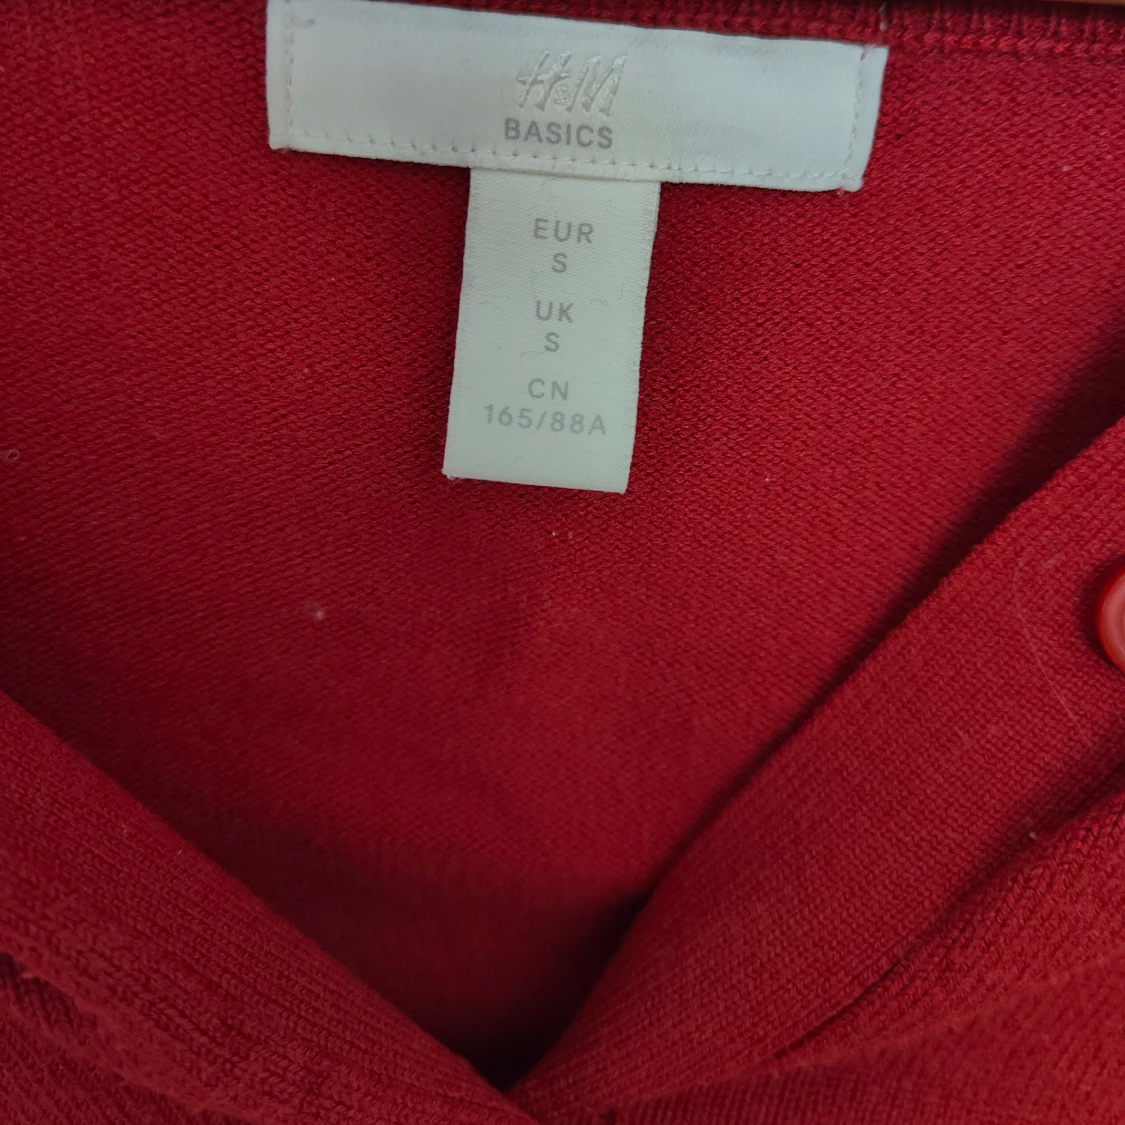 H&M
BASICS
EUR
S
UK
S
CN
165/88A